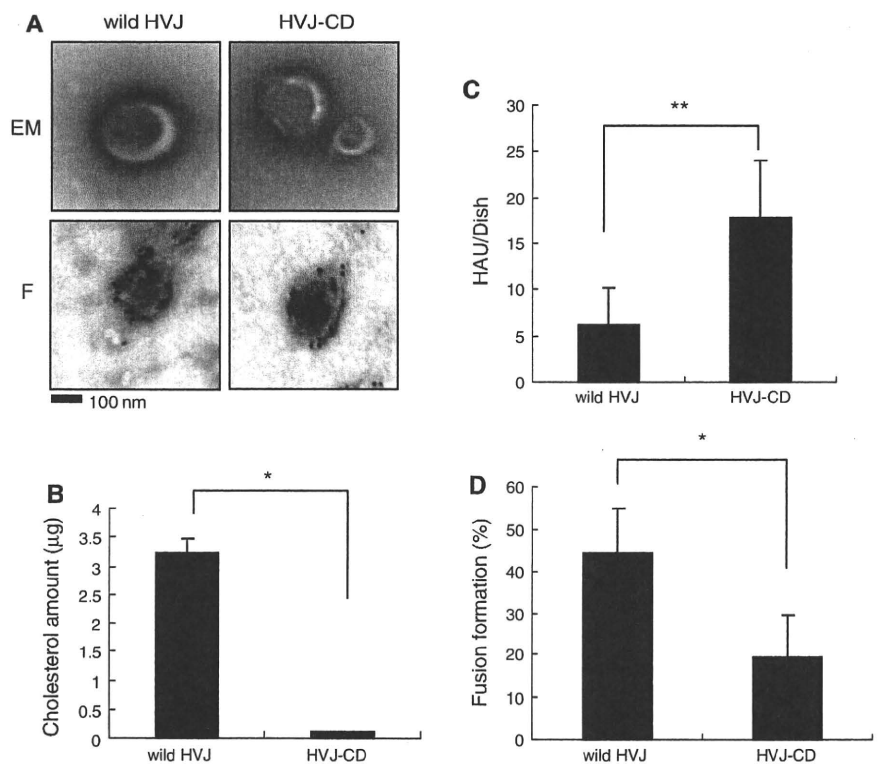 A
wild HVJ
HVJ-CD
EM
F
100 nm
B
Cholesterol amount (μg)
4
3.5
3
2.5
2
1.5
1
0.5
0
*
wild HVJ
HVJ-CD
C
HAU/Dish
30
25
20
15
10
5
0
**
wild HVJ
HVJ-CD
D
Fusion formation (%)
60
50
40
30
20
10
0
*
wild HVJ
HVJ-CD